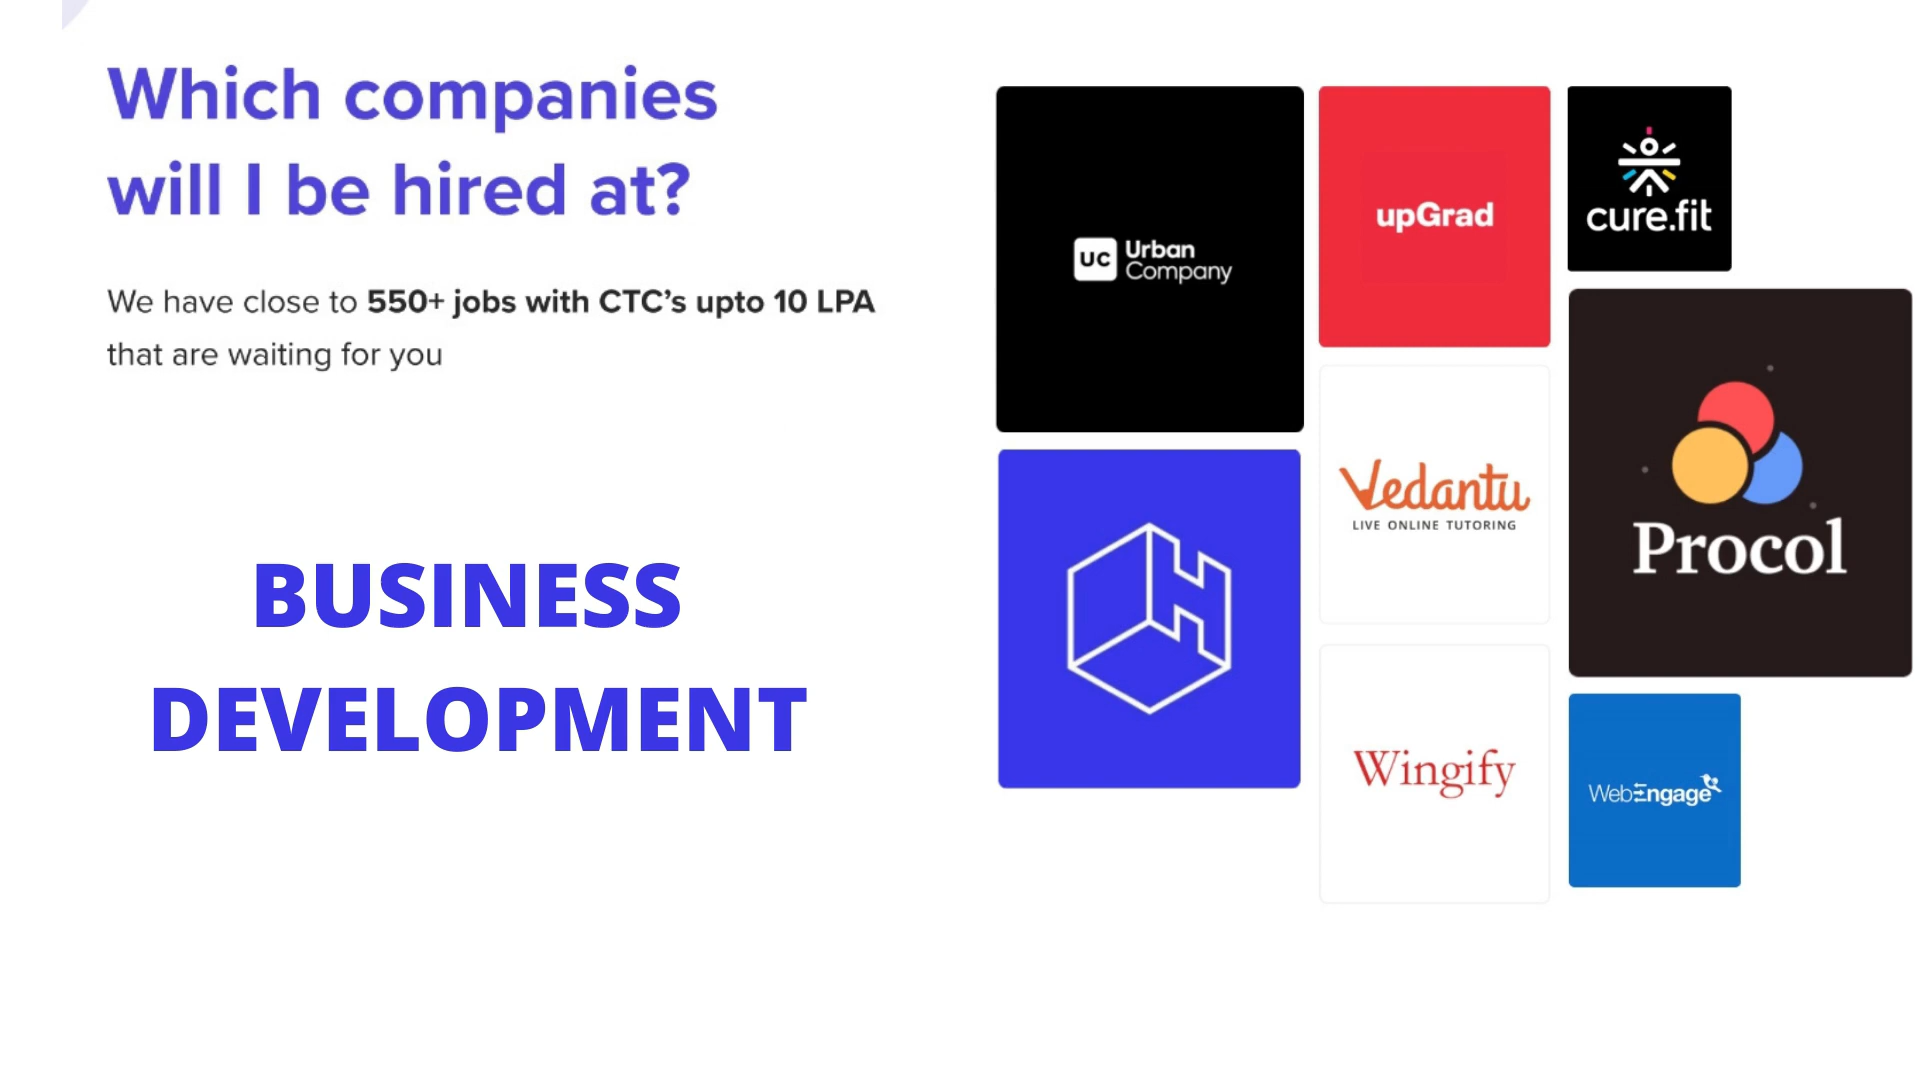 Which companies
will I be hired at?
We have close to 550+ jobs with CTC’s upto 10 LPA
that are waiting for you
BUSINESS
DEVELOPMENT
UC Urban
Company
upGrad
cure.fit
Vedantu
LIVE ONLINE TUTORING
Procol
H
Wingify
WebEngage